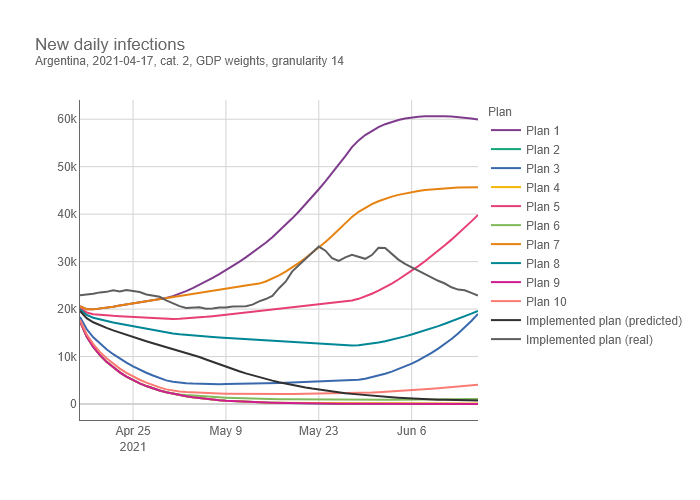 New daily infections
Argentina, 2021-04-17, cat. 2, GDP weights, granularity 14
Plan
60k
50k
40k
30k
20k
10k
0
Apr 25
2021
May 9
May 23
Jun 6
Plan 1
Plan 2
Plan 3
Plan 4
Plan 5
Plan 6
Plan 7
Plan 8
Plan 9
Plan 10
Implemented plan (predicted)
Implemented plan (real)